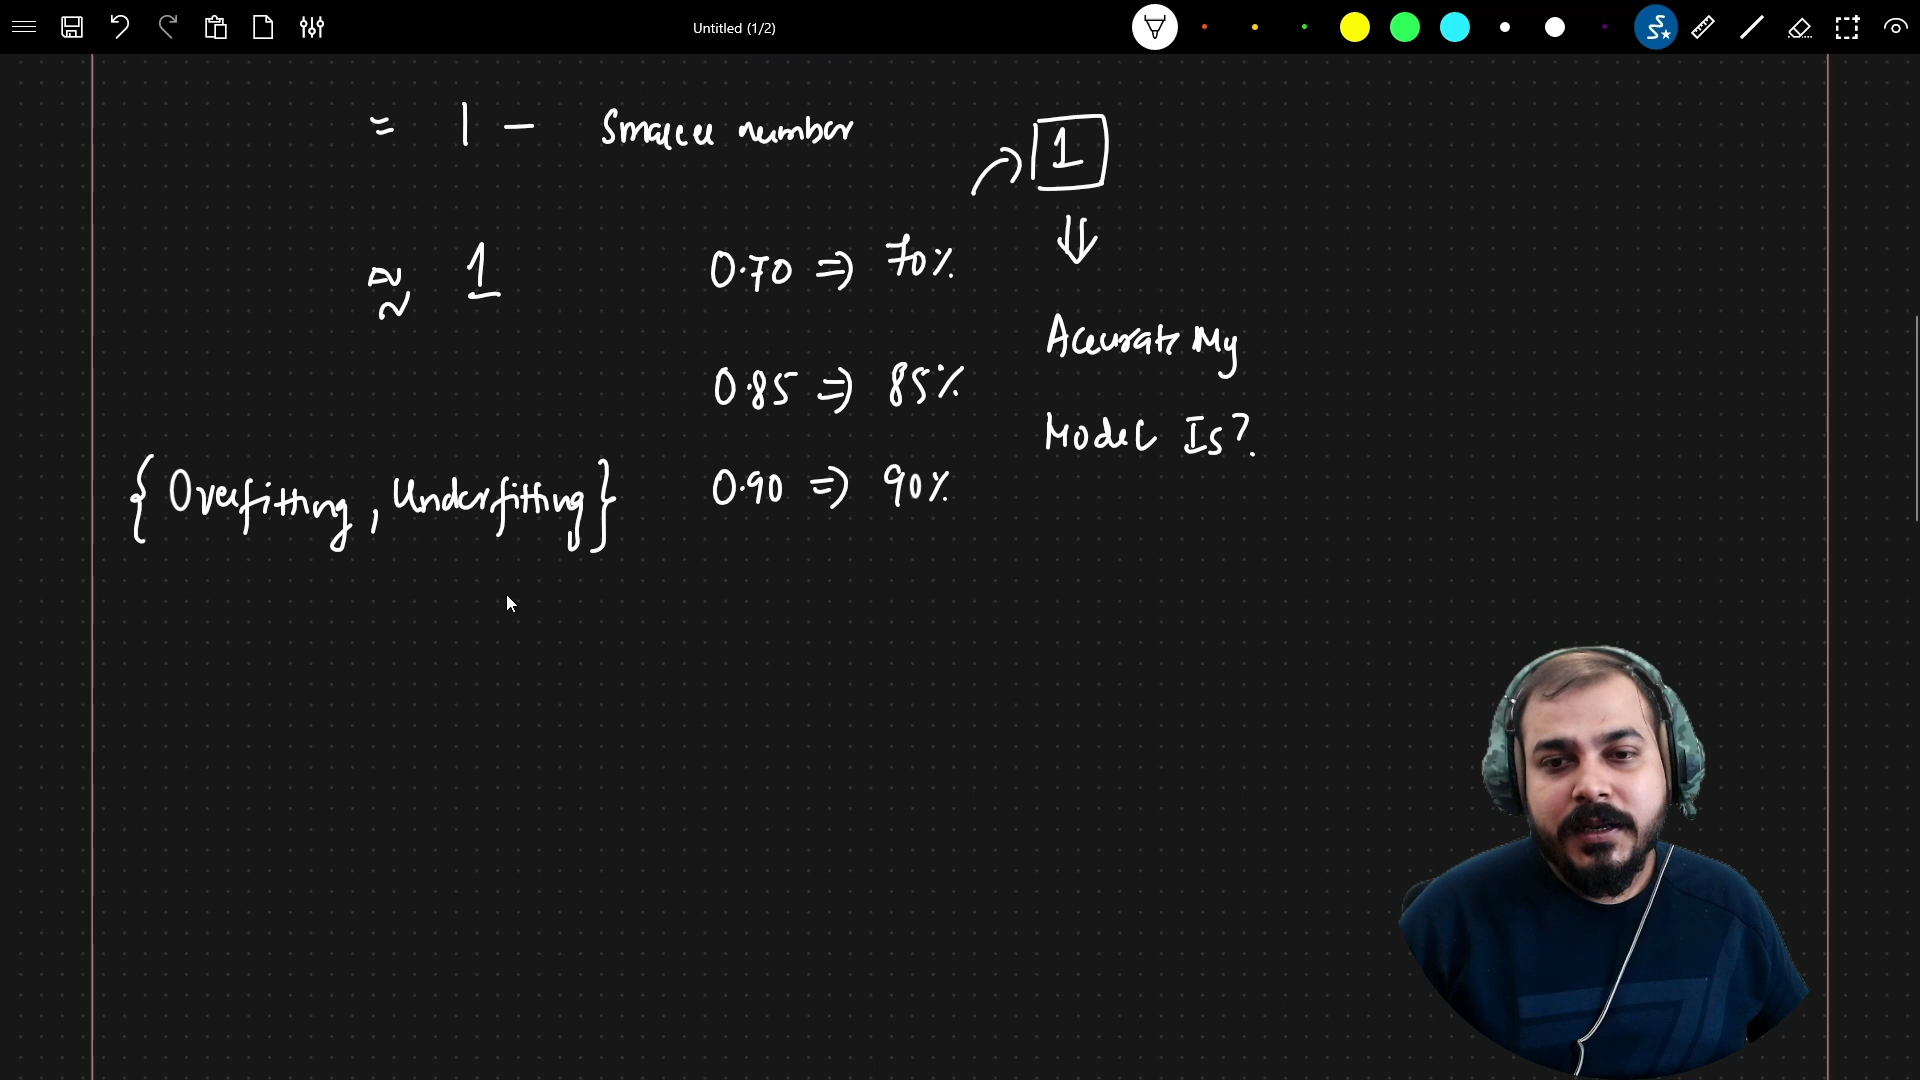 Untitled (1/2)
= 1 - Smaller number
1
≈ 1
0.70 => 70%
Accurate My
0.85 => 85%
Model Is?
{Overfitting, Underfitting}
0.90 => 90%